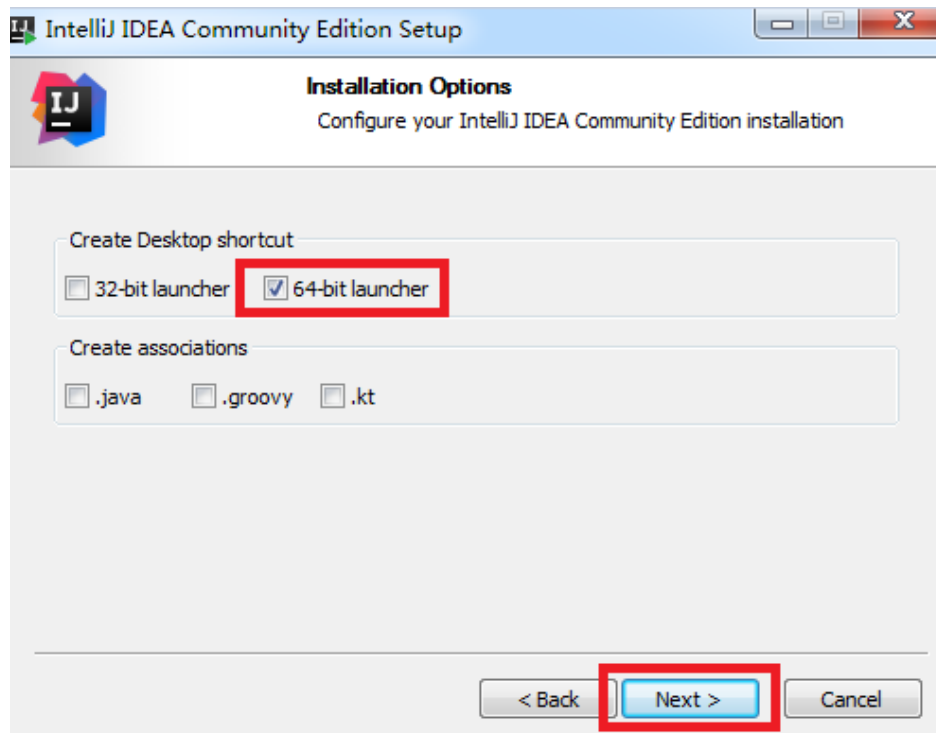 IntelliJ IDEA Community Edition Setup
IJ
Installation Options
Configure your IntelliJ IDEA Community Edition installation
Create Desktop shortcut
32-bit launcher 64-bit launcher
Create associations
.java .groovy .kt
< Back Next > Cancel